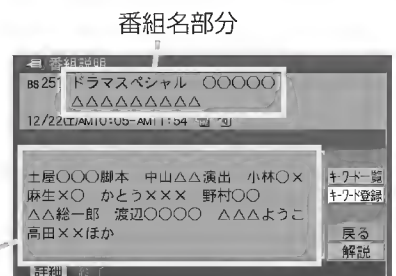 番組名部分
番組説明
BS 251 ドラマスペシャル ○○○○○
△△△△△△△△△
12/22 AM10:05-AM11:54
土屋○○○脚本 中山△△演出 小林○×
麻生×○ かとう××× 野村○○
△△総一郎 渡辺○○○○ △△△ようこ
高田××ほか
キーワード一覧
キーワード登録
戻る
解説
詳細 終了